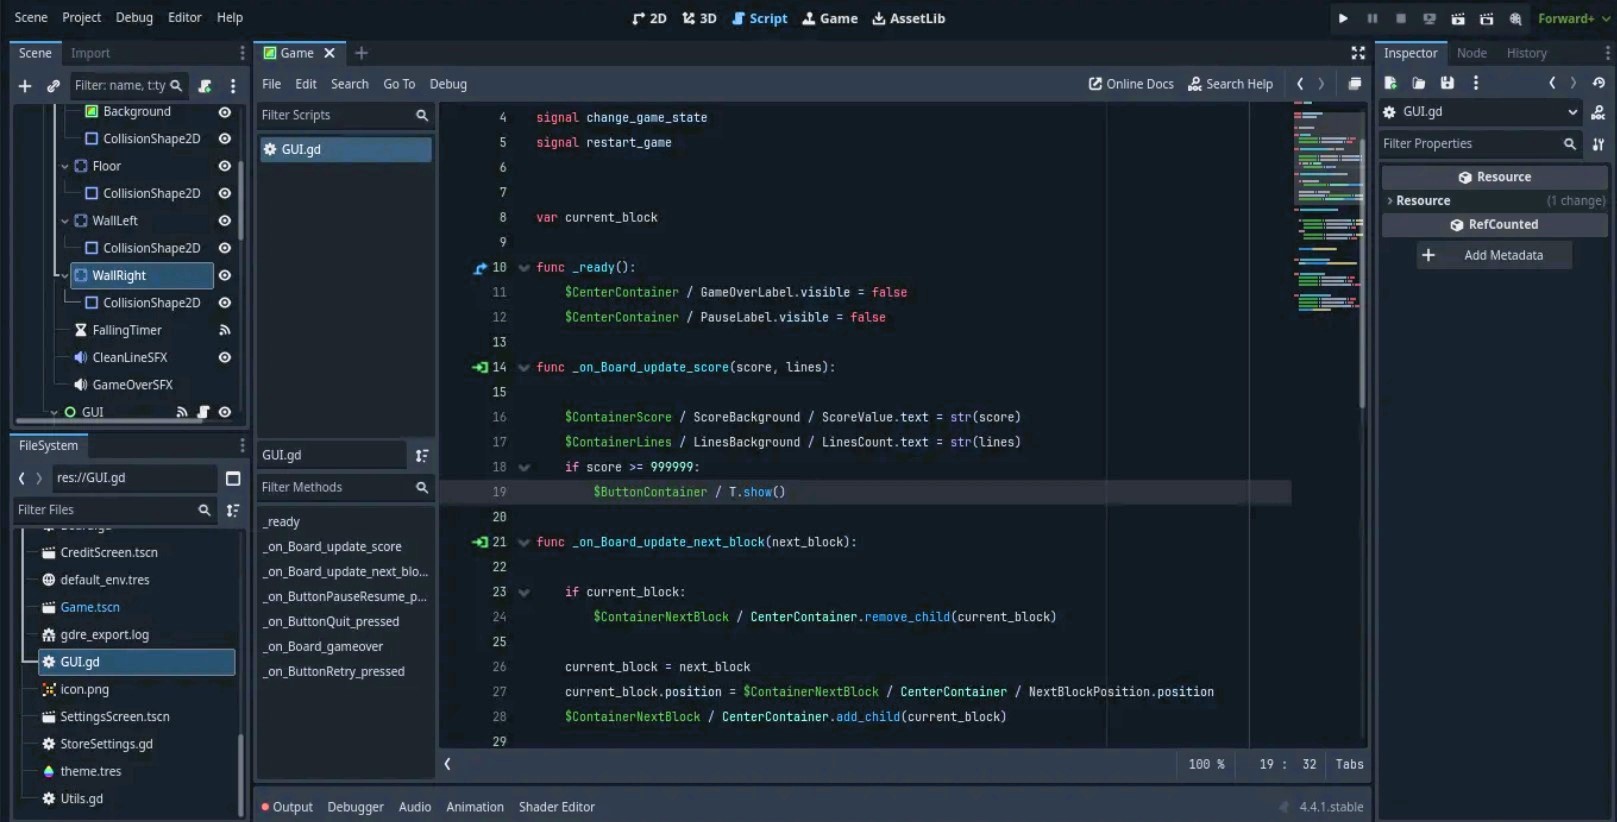 Scene Project Debug Editor Help
2D 3D Script Game AssetLib
Forward+
Scene Import
Filter: name, t:ty
Background
CollisionShape2D
Floor
CollisionShape2D
WallLeft
CollisionShape2D
WallRight
CollisionShape2D
FallingTimer
CleanLineSFX
GameOverSFX
GUI
FileSystem
res://GUI.gd
Filter Files
CreditScreen.tscn
default_env.tres
Game.tscn
gdre_export.log
GUI.gd
icon.png
SettingsScreen.tscn
StoreSettings.gd
theme.tres
Utils.gd
Game
File Edit Search Go To Debug
Online Docs Search Help
Filter Scripts
GUI.gd
GUI.gd
Filter Methods
_ready
_on_Board_update_score
_on_Board_update_next_blo...
_on_ButtonPauseResume_p...
_on_ButtonQuit_pressed
_on_Board_gameover
_on_ButtonRetry_pressed
4 signal change_game_state
5 signal restart_game
6
7
8 var current_block
9
10 func _ready():
11 $CenterContainer / GameOverLabel.visible = false
12 $CenterContainer / PauseLabel.visible = false
13
14 func _on_Board_update_score(score, lines):
15
16 $ContainerScore / ScoreBackground / ScoreValue.text = str(score)
17 $ContainerLines / LinesBackground / LinesCount.text = str(lines)
18 if score >= 999999:
19 $ButtonContainer / T.show()
20
21 func _on_Board_update_next_block(next_block):
22
23 if current_block:
24 $ContainerNextBlock / CenterContainer.remove_child(current_block)
25
26 current_block = next_block
27 current_block.position = $ContainerNextBlock / CenterContainer / NextBlockPosition.position
28 $ContainerNextBlock / CenterContainer.add_child(current_block)
29
100 % 19 : 32 Tabs
Output Debugger Audio Animation Shader Editor
4.4.1.stable
Inspector Node History
GUI.gd
Filter Properties
Resource
Resource (1 change)
RefCounted
Add Metadata